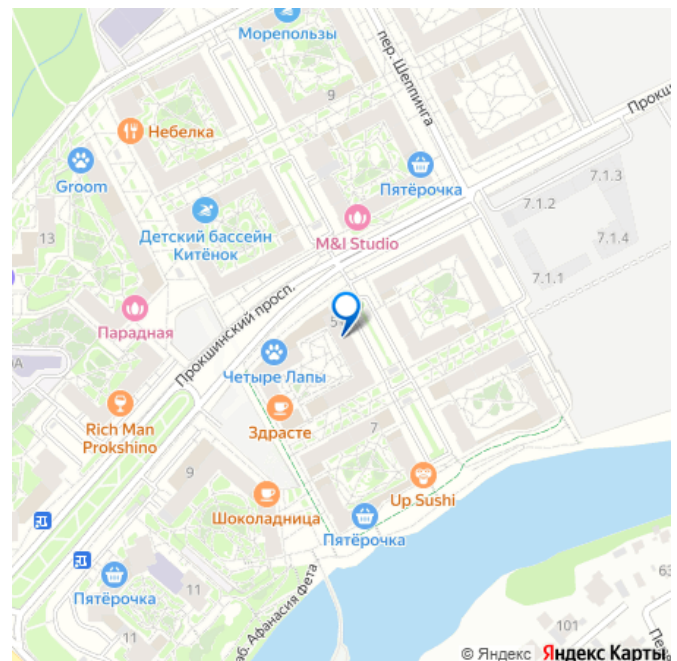 Морепользы
пер. Шеппинга
9
Небелка
Прокш
Groom
Пятёрочка
7.1.3
7.1.2
Детский бассейн
Китёнок
M&I Studio
7.1.4
13
7.1.1
Прокшинский просп.
Парадная
5
Четыре Лапы
Rich Man
Prokshino
Здрасте
7
9
Up Sushi
Шоколадница
Пятёрочка
Пятёрочка
11
11
наб. Афанасия Фета
63
101
Пе
© Яндекс Яндекс Карты